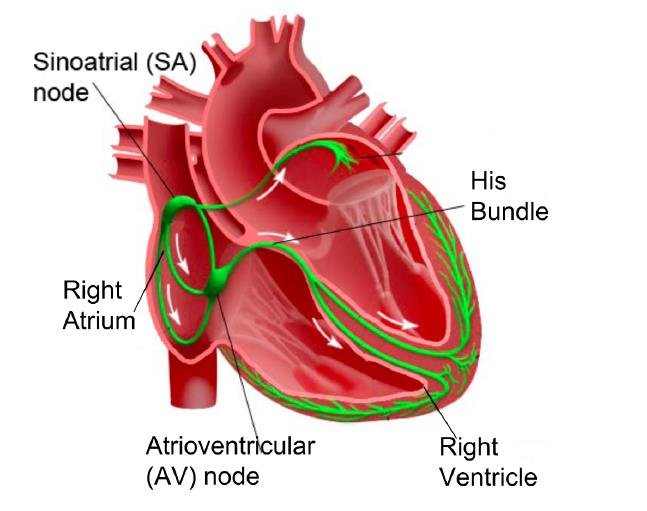 Sinoatrial (SA)
node
His
Bundle
Right
Atrium
Atrioventricular
(AV) node
Right
Ventricle